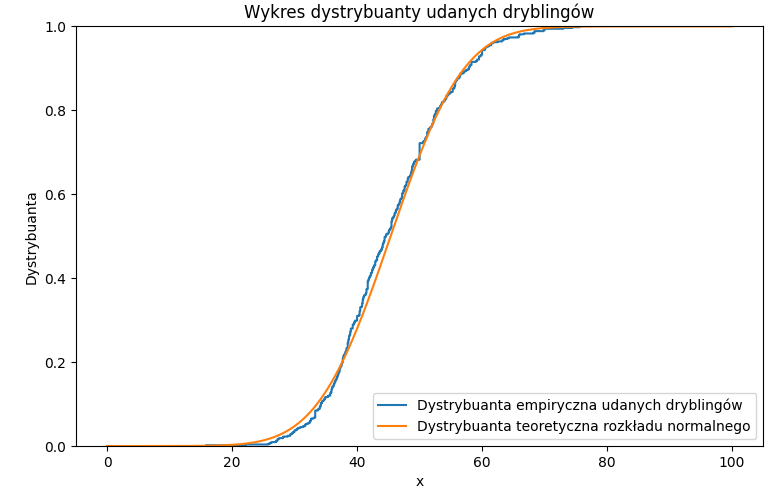 Wykres dystrybuanty udanych dryblingów
1.0
0.8
0.6
0.4
0.2
0.0
Dystrybuanta
Dystrybuanta empiryczna udanych dryblingów
Dystrybuanta teoretyczna rozkładu normalnego
0 20 40 60 80 100
x